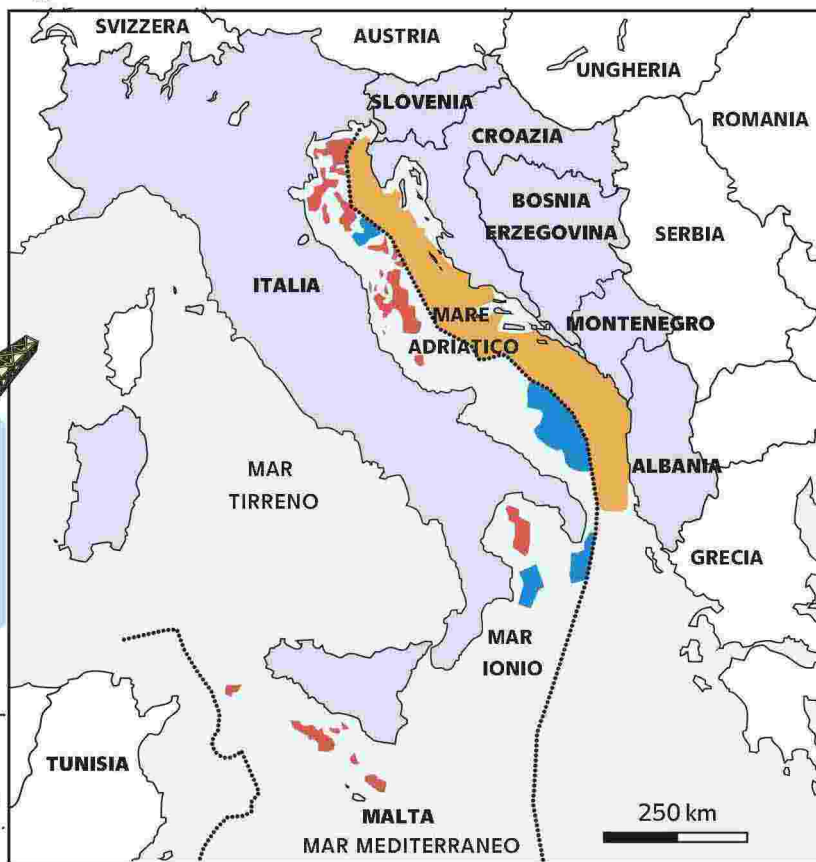 SVIZZERA
AUSTRIA
UNGHERIA
SLOVENIA
ROMANIA
CROAZIA
BOSNIA
ERZEGOVINA
SERBIA
ITALIA
MARE
ADRIATICO
MONTENEGRO
MAR
TIRRENO
ALBANIA
GRECIA
MAR
IONIO
TUNISIA
MALTA
MAR MEDITERRANEO
250 km